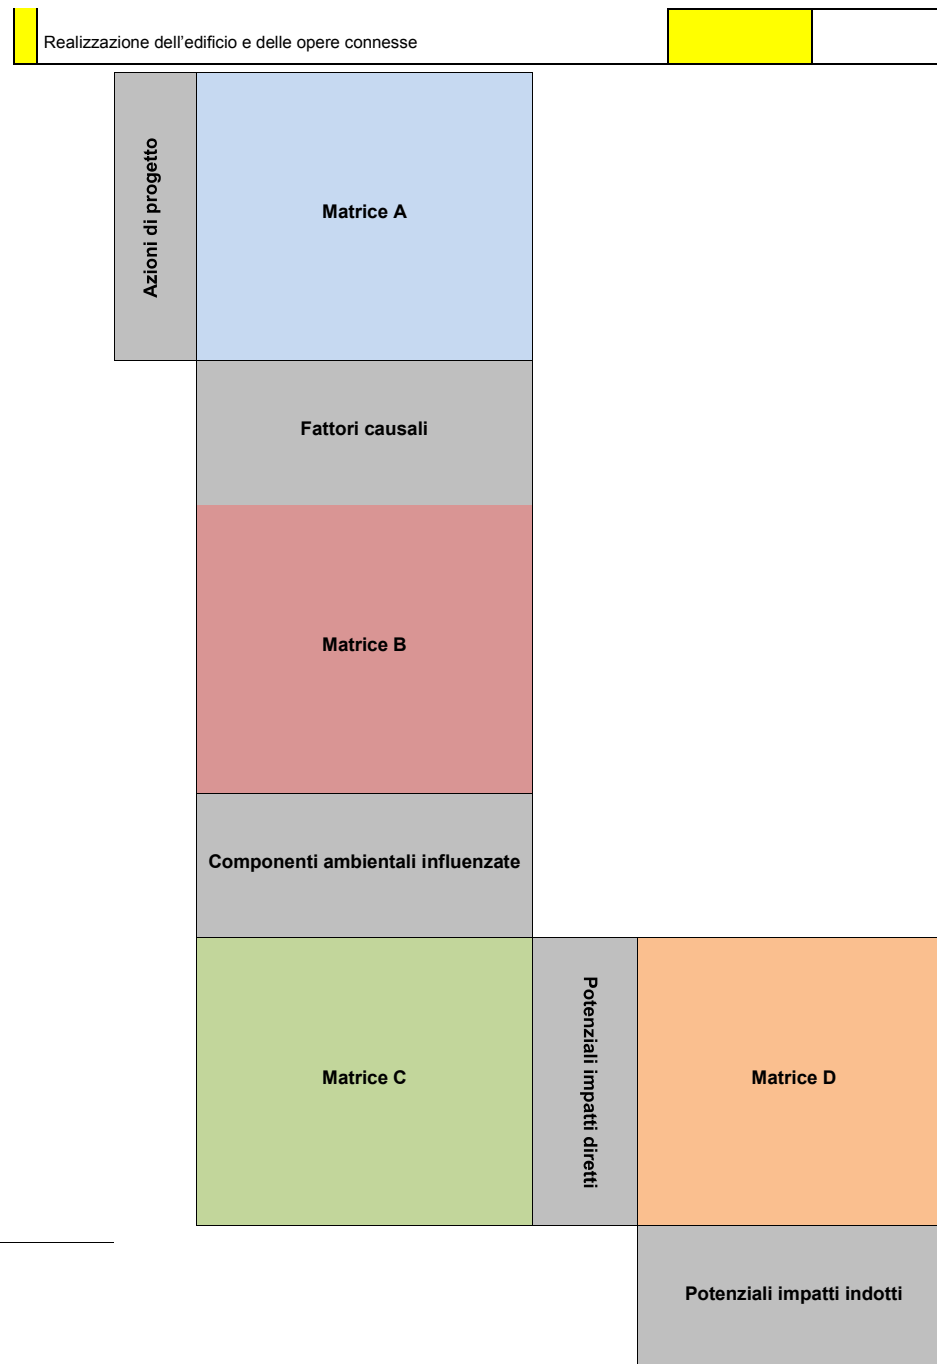 Realizzazione dell'edificio e delle opere connesse
Azioni di progetto
Matrice A
Fattori causali
Matrice B
Componenti ambientali influenzate
Matrice C
Potenziali impatti diretti
Matrice D
Potenziali impatti indotti